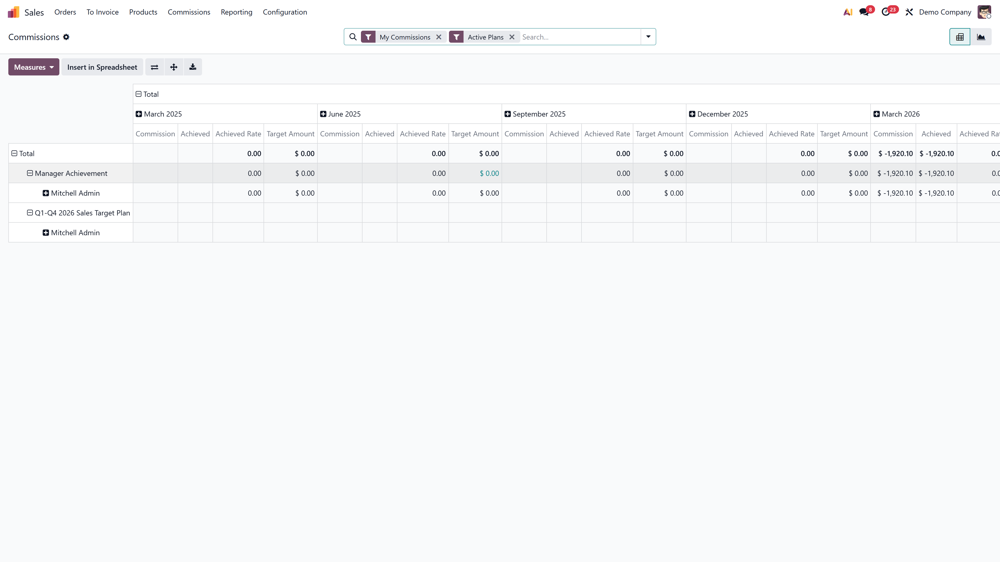 Sales Orders To Invoice Products Commissions Reporting Configuration AI 8 23 Demo Company
Commissions My Commissions Active Plans Search...
Measures Insert in Spreadsheet
Total
March 2025 June 2025 September 2025 December 2025 March 2026
Commission Achieved Achieved Rate Target Amount Commission Achieved Achieved Rate Target Amount Commission Achieved Achieved Rate Target Amount Commission Achieved Achieved Rate Target Amount Commission Achieved Achieved Rat
Total 0.00 $ 0.00 0.00 $ 0.00 0.00 $ 0.00 0.00 $ 0.00 $ -1,920.10 $ -1,920.10 0.0
Manager Achievement 0.00 $ 0.00 0.00 $ 0.00 0.00 $ 0.00 0.00 $ 0.00 $ -1,920.10 $ -1,920.10 0.0
Mitchell Admin 0.00 $ 0.00 0.00 $ 0.00 0.00 $ 0.00 0.00 $ 0.00 $ -1,920.10 $ -1,920.10 0.0
Q1-Q4 2026 Sales Target Plan
Mitchell Admin